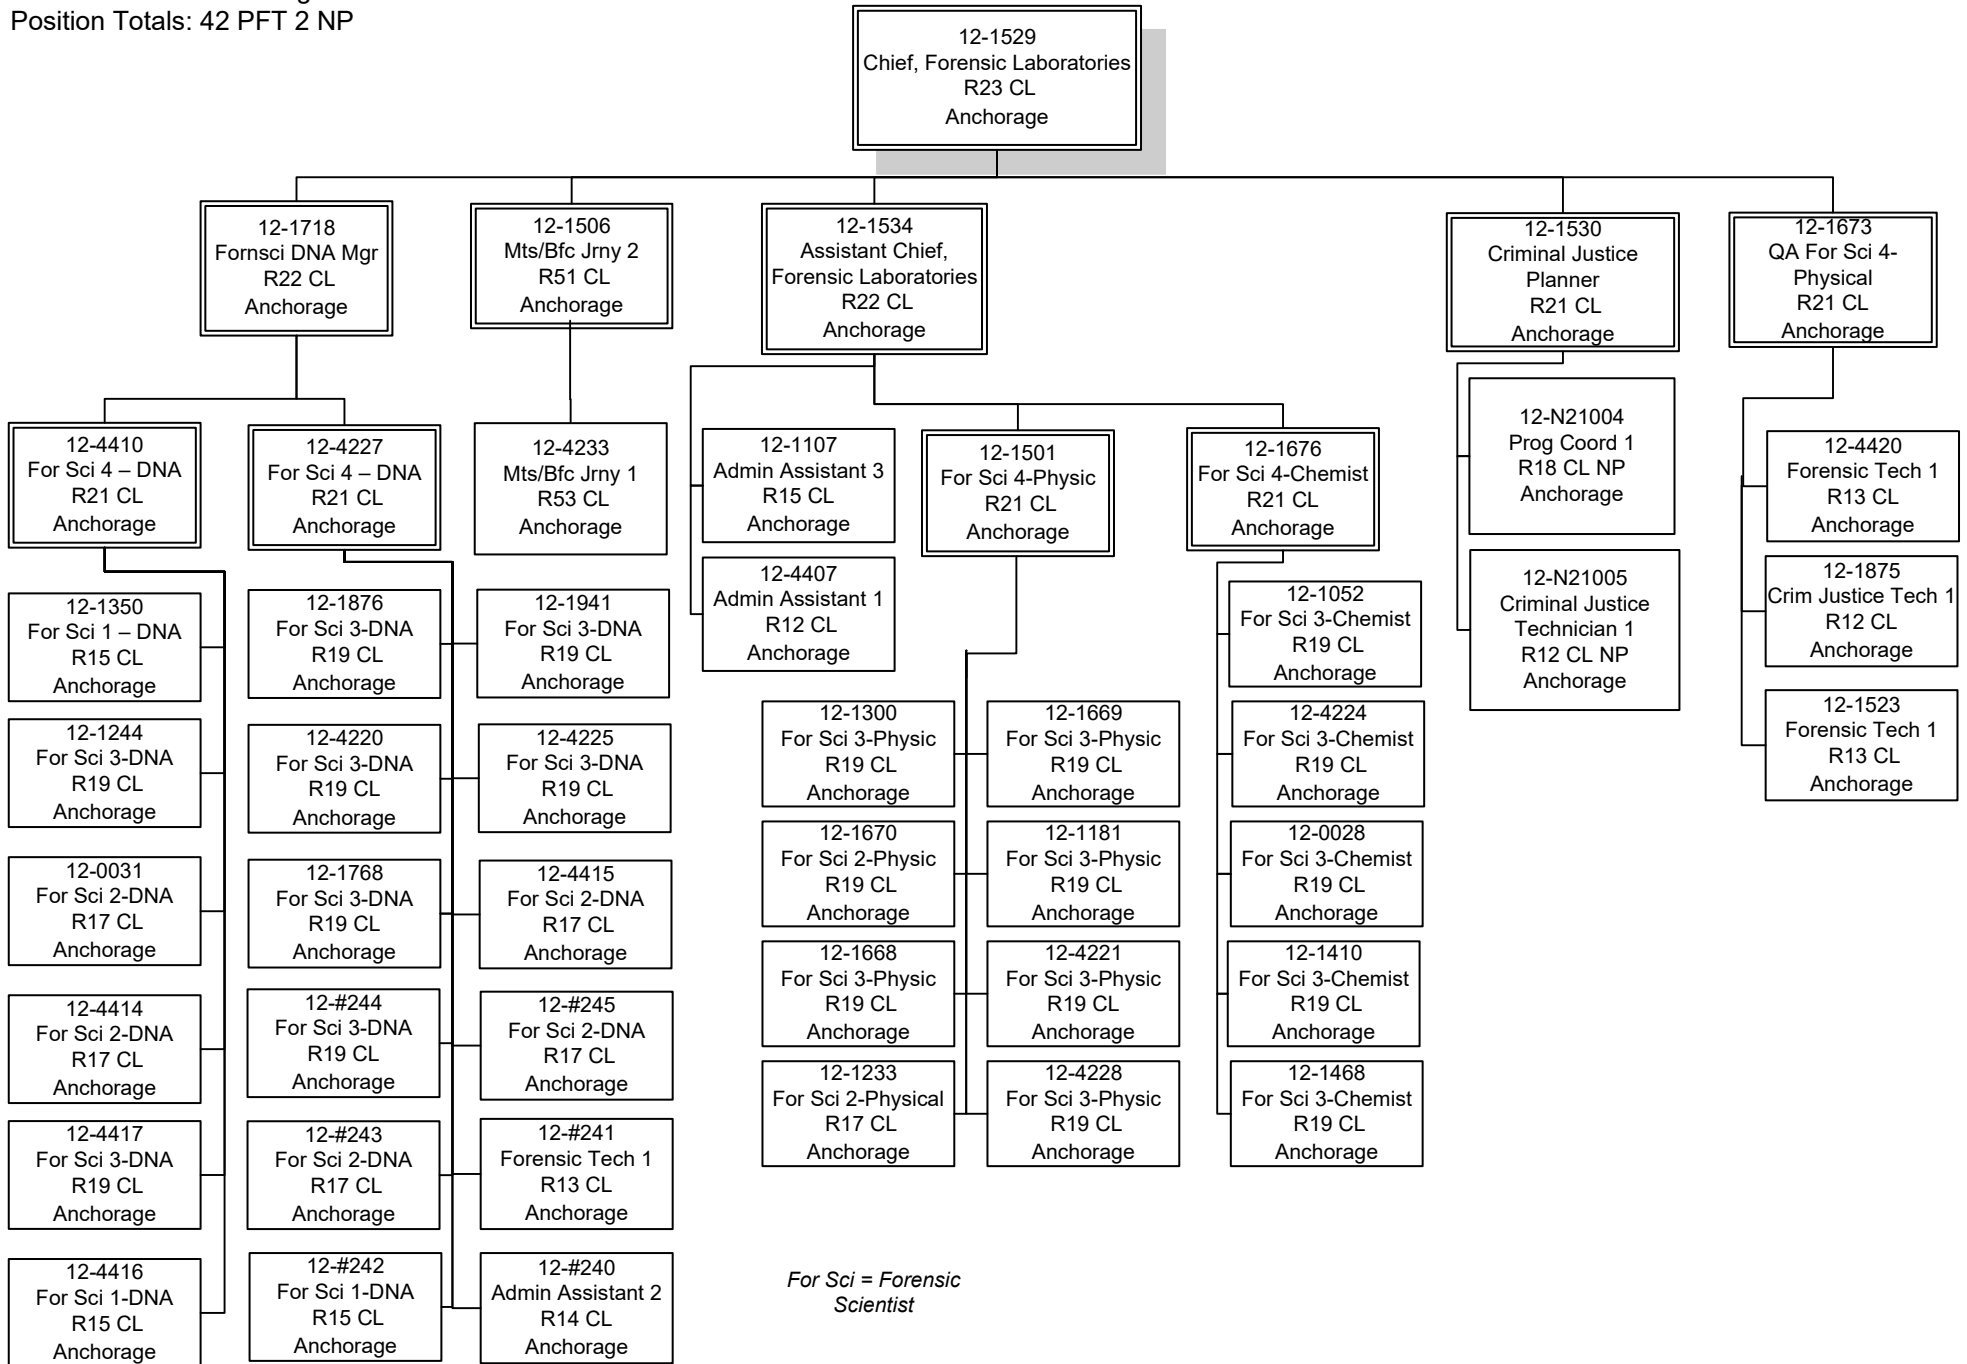 Position Totals: 42 PFT 2 NP
12-1529
Chief, Forensic Laboratories
R23 CL
Anchorage
12-1718
Fornsci DNA Mgr
R22 CL
Anchorage
12-1506
Mts/Bfc Jrny 2
R51 CL
Anchorage
12-1534
Assistant Chief,
Forensic Laboratories
R22 CL
Anchorage
12-1530
Criminal Justice
Planner
R21 CL
Anchorage
12-1673
QA For Sci 4-
Physical
R21 CL
Anchorage
12-4410
For Sci 4 – DNA
R21 CL
Anchorage
12-4227
For Sci 4 – DNA
R21 CL
Anchorage
12-4233
Mts/Bfc Jrny 1
R53 CL
Anchorage
12-1107
Admin Assistant 3
R15 CL
Anchorage
12-4407
Admin Assistant 1
R12 CL
Anchorage
12-1501
For Sci 4-Physic
R21 CL
Anchorage
12-1676
For Sci 4-Chemist
R21 CL
Anchorage
12-N21004
Prog Coord 1
R18 CL NP
Anchorage
12-N21005
Criminal Justice
Technician 1
R12 CL NP
Anchorage
12-4420
Forensic Tech 1
R13 CL
Anchorage
12-1875
Crim Justice Tech 1
R12 CL
Anchorage
12-1523
Forensic Tech 1
R13 CL
Anchorage
12-1350
For Sci 1 – DNA
R15 CL
Anchorage
12-1244
For Sci 3-DNA
R19 CL
Anchorage
12-0031
For Sci 2-DNA
R17 CL
Anchorage
12-4414
For Sci 2-DNA
R17 CL
Anchorage
12-4417
For Sci 3-DNA
R19 CL
Anchorage
12-4416
For Sci 1-DNA
R15 CL
Anchorage
12-1876
For Sci 3-DNA
R19 CL
Anchorage
12-1941
For Sci 3-DNA
R19 CL
Anchorage
12-4220
For Sci 3-DNA
R19 CL
Anchorage
12-4225
For Sci 3-DNA
R19 CL
Anchorage
12-1768
For Sci 3-DNA
R19 CL
Anchorage
12-4415
For Sci 2-DNA
R17 CL
Anchorage
12-#244
For Sci 3-DNA
R19 CL
Anchorage
12-#245
For Sci 2-DNA
R17 CL
Anchorage
12-#243
For Sci 2-DNA
R17 CL
Anchorage
12-#241
Forensic Tech 1
R13 CL
Anchorage
12-#242
For Sci 1-DNA
R15 CL
Anchorage
12-#240
Admin Assistant 2
R14 CL
Anchorage
12-1300
For Sci 3-Physic
R19 CL
Anchorage
12-1669
For Sci 3-Physic
R19 CL
Anchorage
12-1670
For Sci 2-Physic
R19 CL
Anchorage
12-1181
For Sci 3-Physic
R19 CL
Anchorage
12-1668
For Sci 3-Physic
R19 CL
Anchorage
12-4221
For Sci 3-Physic
R19 CL
Anchorage
12-1233
For Sci 2-Physical
R17 CL
Anchorage
12-4228
For Sci 3-Physic
R19 CL
Anchorage
12-1052
For Sci 3-Chemist
R19 CL
Anchorage
12-4224
For Sci 3-Chemist
R19 CL
Anchorage
12-0028
For Sci 3-Chemist
R19 CL
Anchorage
12-1410
For Sci 3-Chemist
R19 CL
Anchorage
12-1468
For Sci 3-Chemist
R19 CL
Anchorage
For Sci = Forensic
Scientist